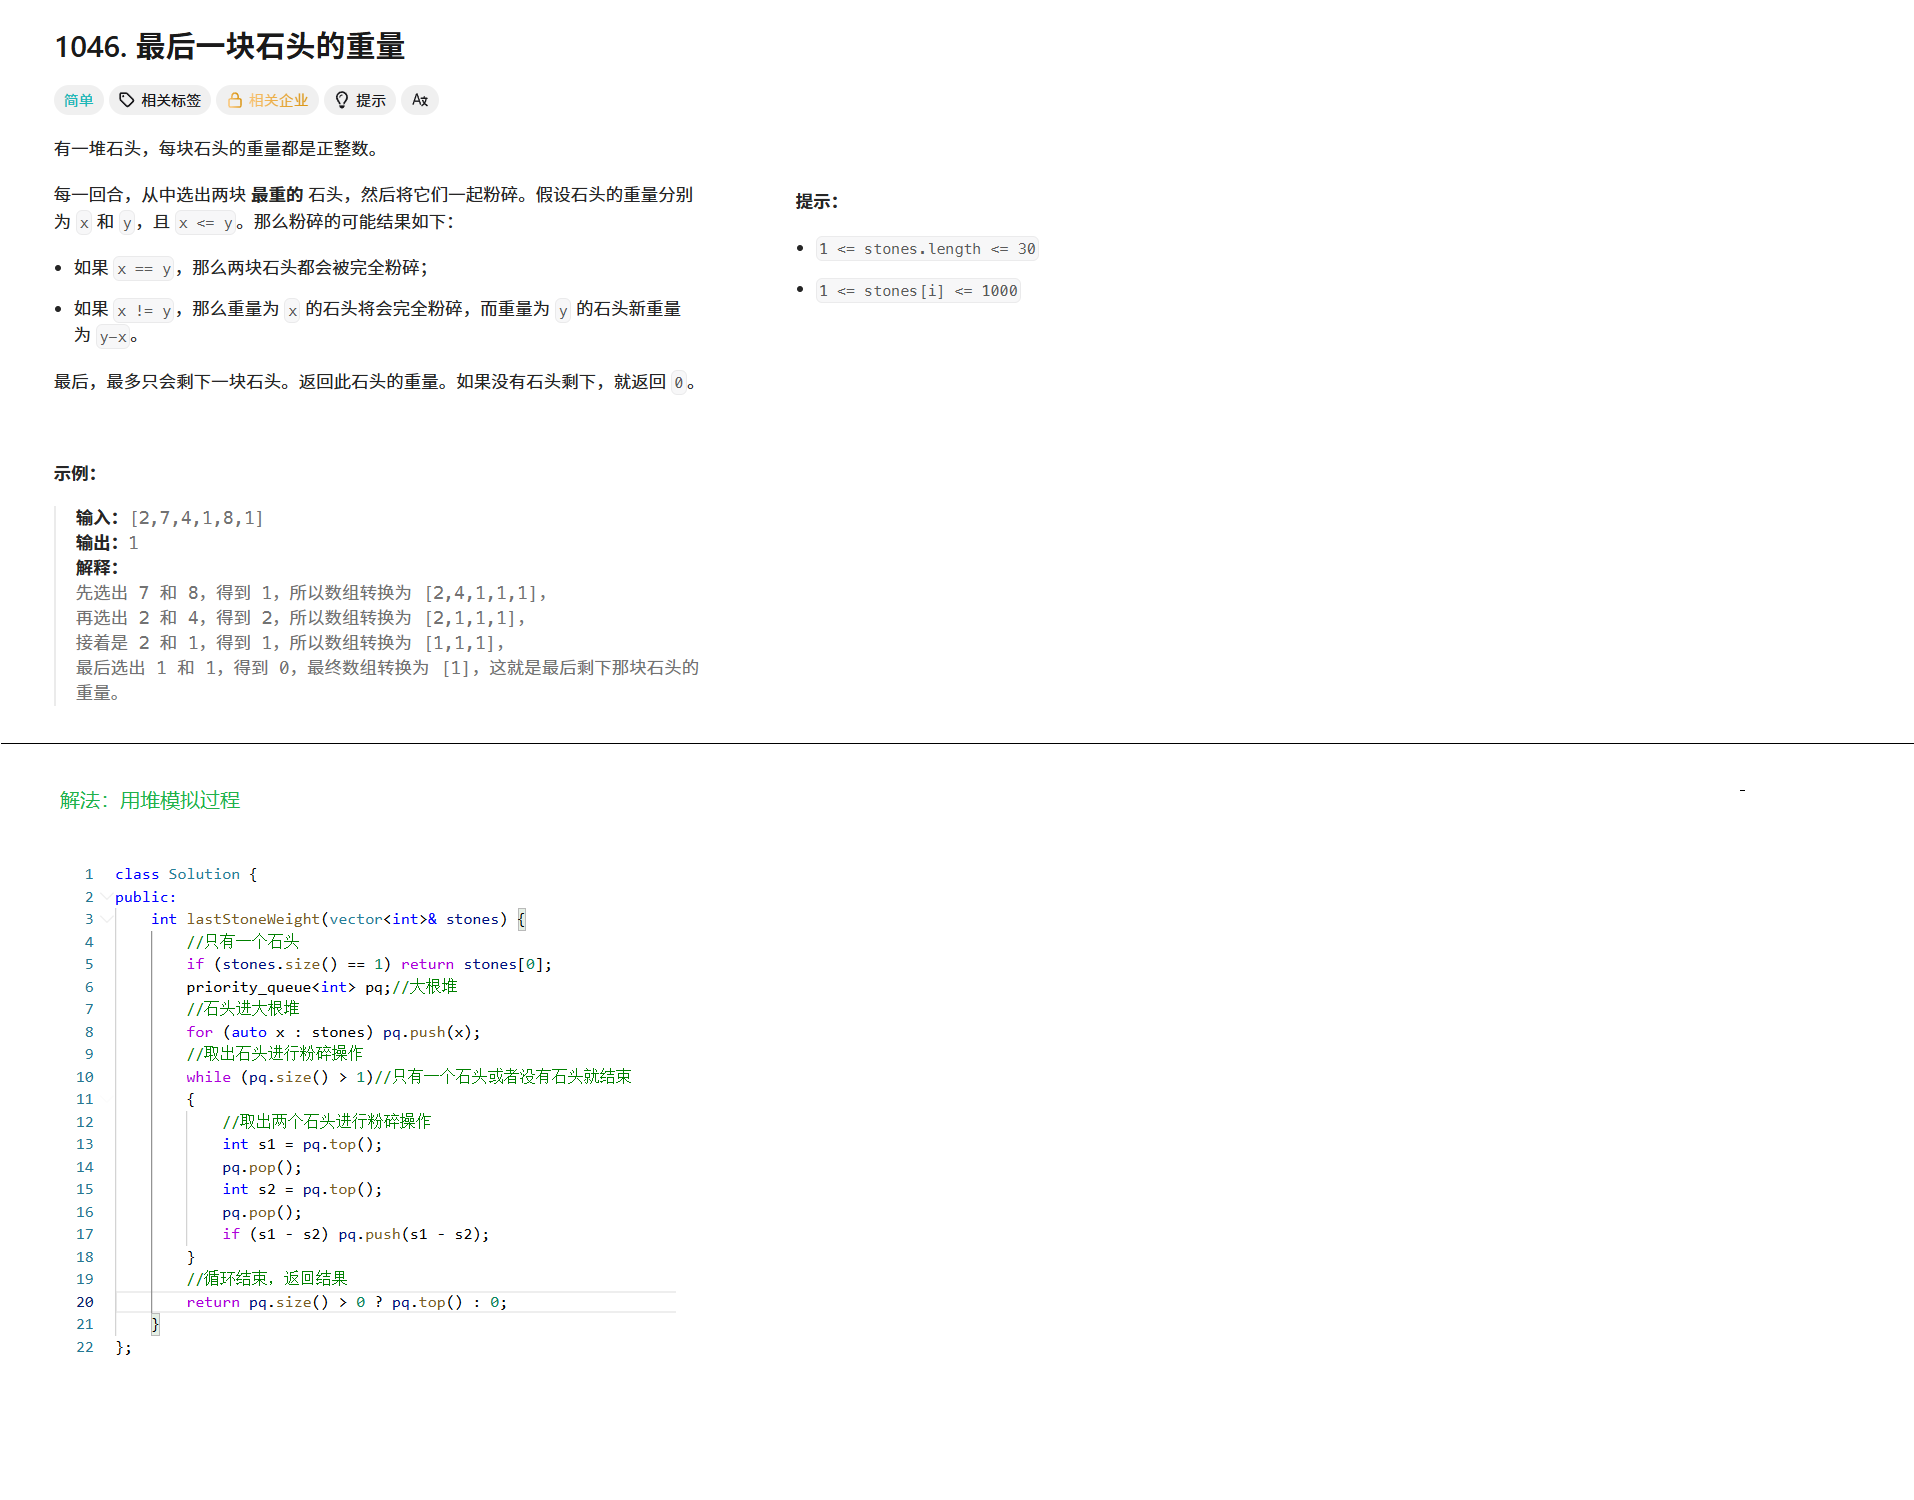 1046. 最后一块石头的重量
简单 相关标签 相关企业 提示 A文
有一堆石头，每块石头的重量都是正整数。
每一回合，从中选出两块 最重的 石头，然后将它们一起粉碎。假设石头的重量分别
为 x 和 y，且 x <= y。那么粉碎的可能结果如下：
• 如果 x == y，那么两块石头都会被完全粉碎；
• 如果 x != y，那么重量为 x 的石头将会完全粉碎，而重量为 y 的石头新重量
为 y-x。
最后，最多只会剩下一块石头。返回此石头的重量。如果没有石头剩下，就返回 0。
示例：
输入：[2,7,4,1,8,1]
输出：1
解释：
先选出 7 和 8，得到 1，所以数组转换为 [2,4,1,1,1]，
再选出 2 和 4，得到 2，所以数组转换为 [2,1,1,1]，
接着是 2 和 1，得到 1，所以数组转换为 [1,1,1]，
最后选出 1 和 1，得到 0，最终数组转换为 [1]，这就是最后剩下那块石头的
重量。
提示：
• 1 <= stones.length <= 30
• 1 <= stones[i] <= 1000
解法：用堆模拟过程
1 class Solution {
2 public:
3     int lastStoneWeight(vector<int>& stones) {
4         //只有一个石头
5         if (stones.size() == 1) return stones[0];
6         priority_queue<int> pq;//大根堆
7         //石头进大根堆
8         for (auto x : stones) pq.push(x);
9         //取出石头进行粉碎操作
10         while (pq.size() > 1)//只有一个石头或者没有石头就结束
11         {
12             //取出两个石头进行粉碎操作
13             int s1 = pq.top();
14             pq.pop();
15             int s2 = pq.top();
16             pq.pop();
17             if (s1 - s2) pq.push(s1 - s2);
18         }
19         //循环结束，返回结果
20         return pq.size() > 0 ? pq.top() : 0;
21     }
22 };